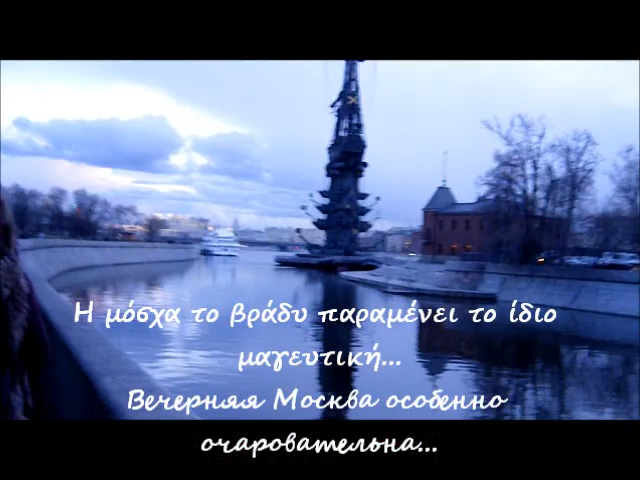 Η μόσχα το βράδυ παραμένει το ίδιο
μαγευτική...
Вечерняя Москва особенно
очаровательна...